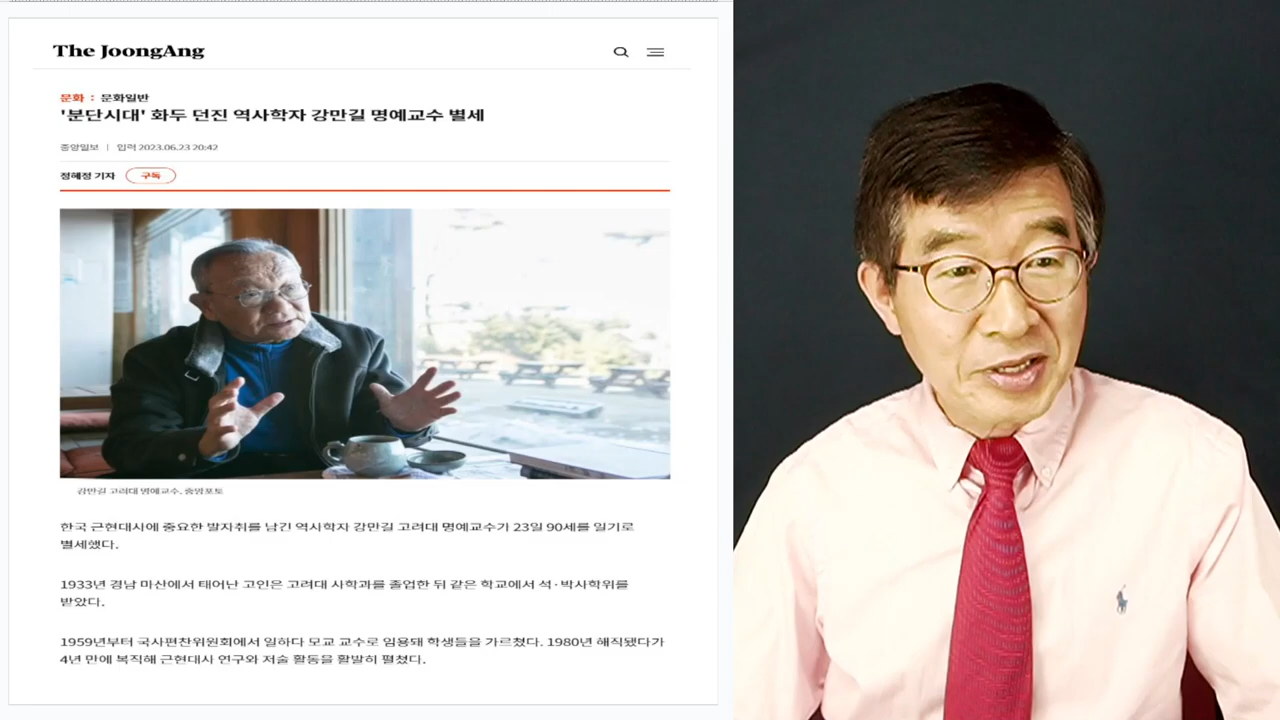 The JoongAng
문화 : 문화일반
'분단시대' 화두 던진 역사학자 강만길 명예교수 별세
중앙일보 | 입력 2023.06.23 20:42
정혜정 기자 구독
강만길 고려대 명예교수. 중앙포토
한국 근현대사에 중요한 발자취를 남긴 역사학자 강만길 고려대 명예교수가 23일 90세를 일기로
별세했다.
1933년 경남 마산에서 태어난 고인은 고려대 사학과를 졸업한 뒤 같은 학교에서 석·박사학위를
받았다.
1959년부터 국사편찬위원회에서 일하다 모교 교수로 임용돼 학생들을 가르쳤다. 1980년 해직됐다가
4년 만에 복직해 근현대사 연구와 저술 활동을 활발히 펼쳤다.